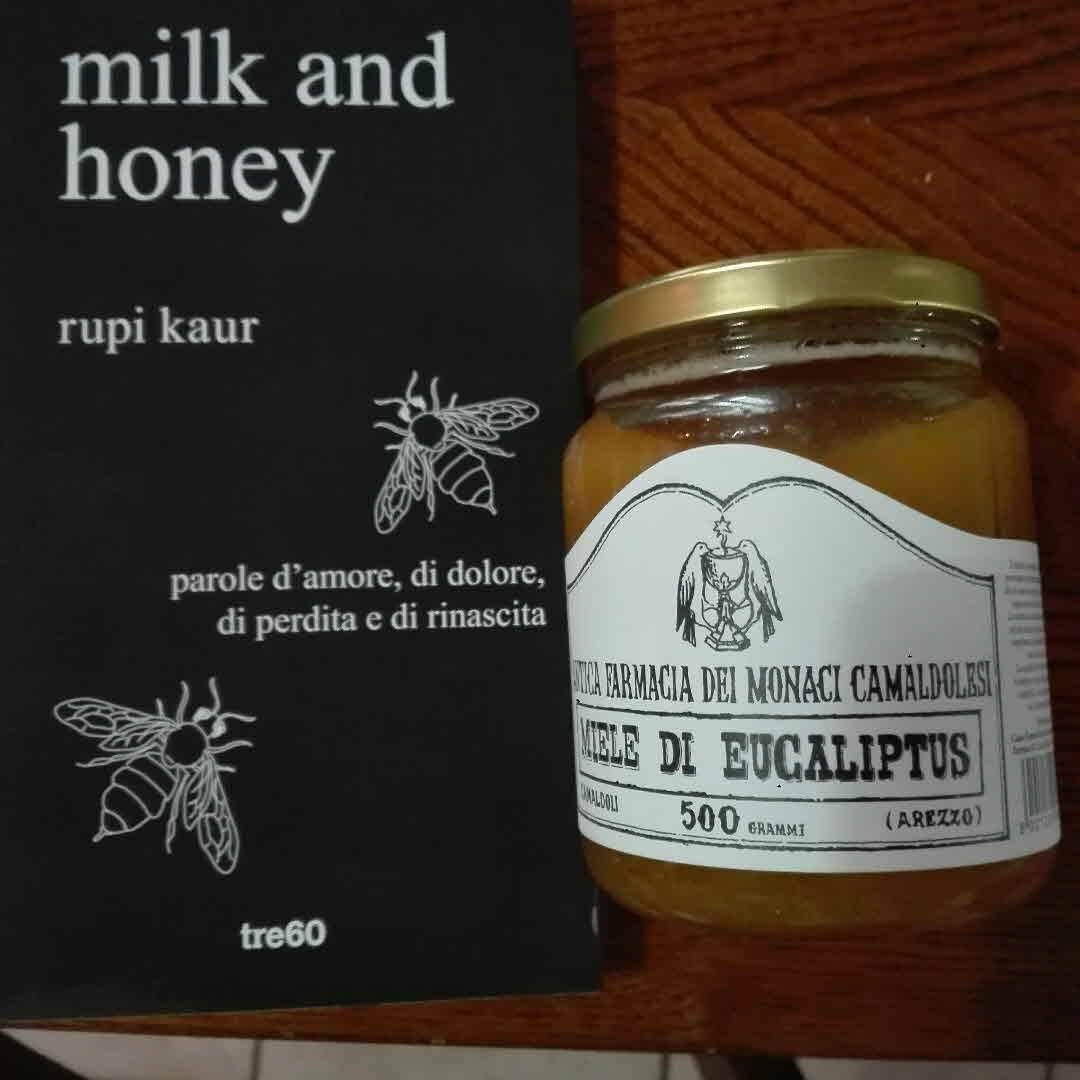 milk and
honey
rupi kaur
parole d'amore, di dolore,
di perdita e di rinascita
tre60
ANTICA FARMACIA DEI MONACI CAMALDOLESI
MIELE DI EUCALIPTUS
CAMALDOLI 500 GRAMMI (AREZZO)